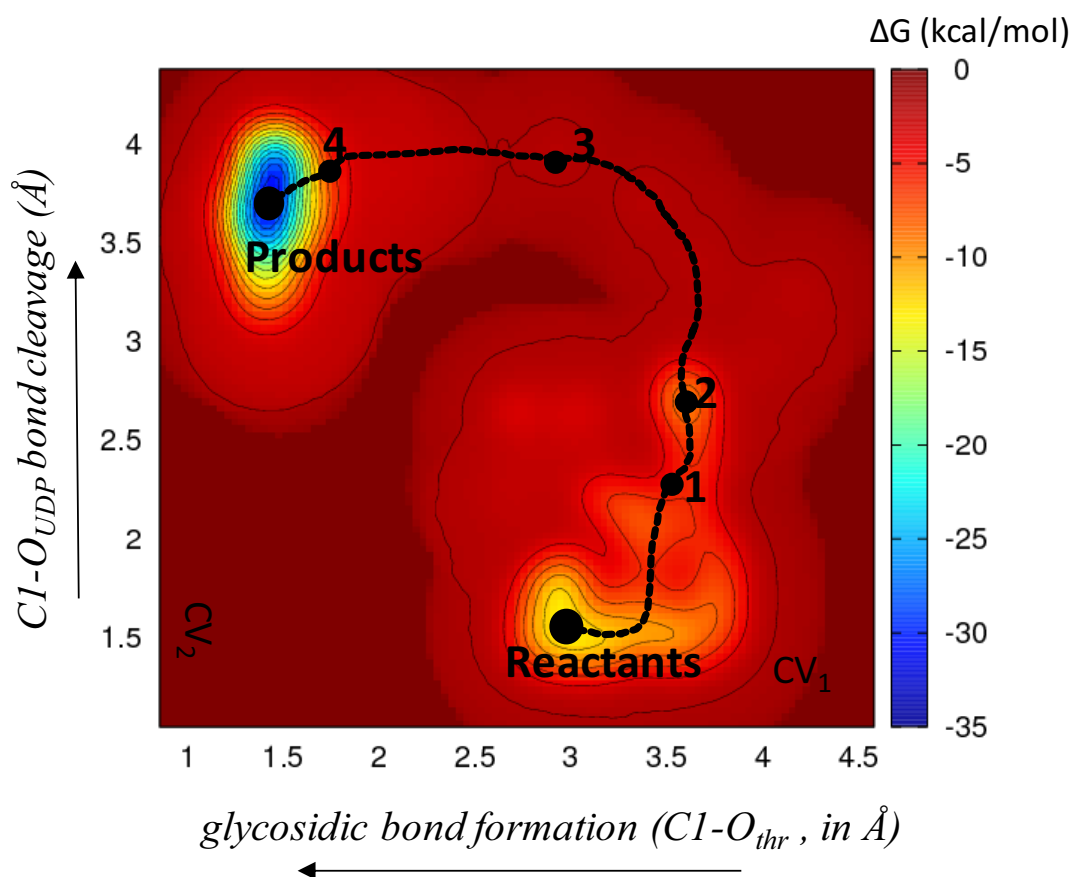 ΔG (kcal/mol)
0
-5
-10
-15
-20
-25
-30
-35
C1-O_UDP bond cleavage (Å)
4
3.5
3
2.5
2
1.5
4
3
Products
2
1
Reactants
CV₂
CV₁
1 1.5 2 2.5 3 3.5 4 4.5
glycosidic bond formation (C1-O_thr , in Å)